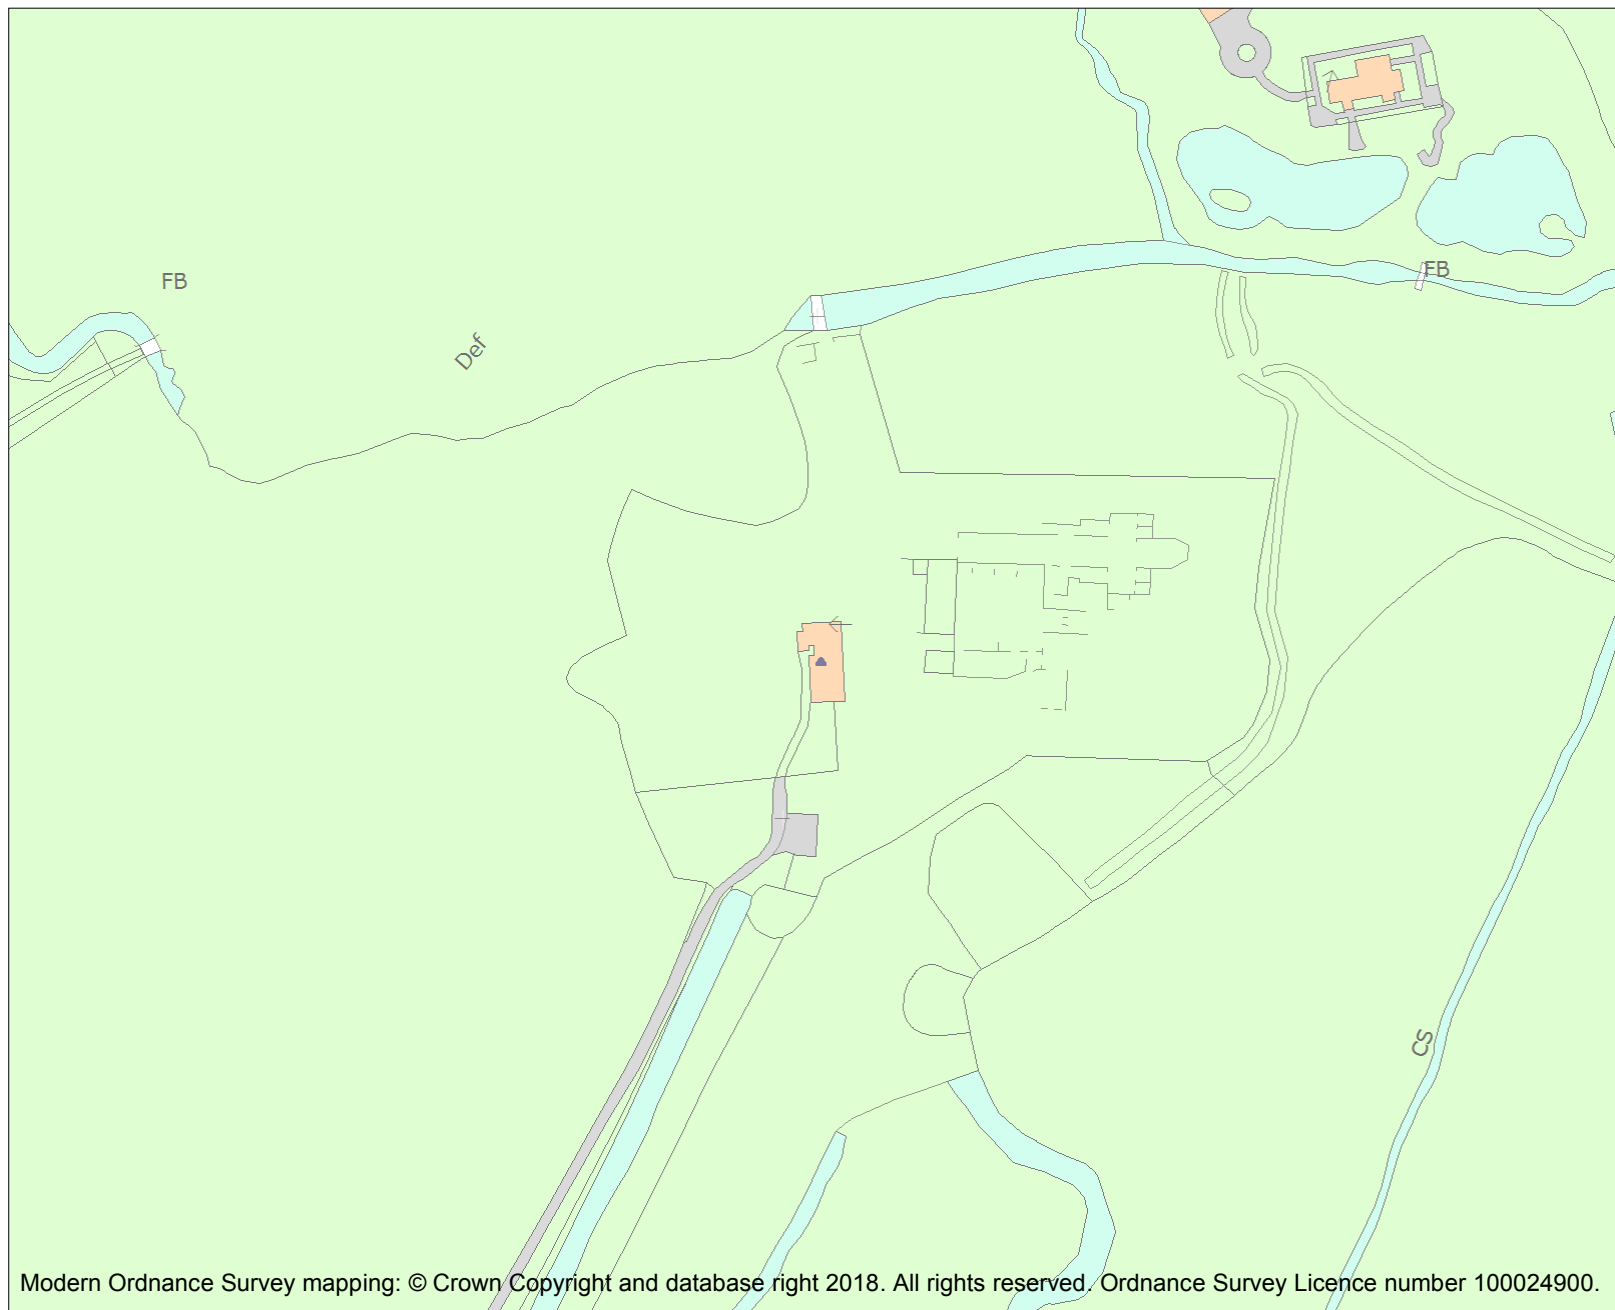 FB
FB
Def
CS
Modern Ordnance Survey mapping: © Crown Copyright and database right 2018. All rights reserved. Ordnance Survey Licence number 100024900.